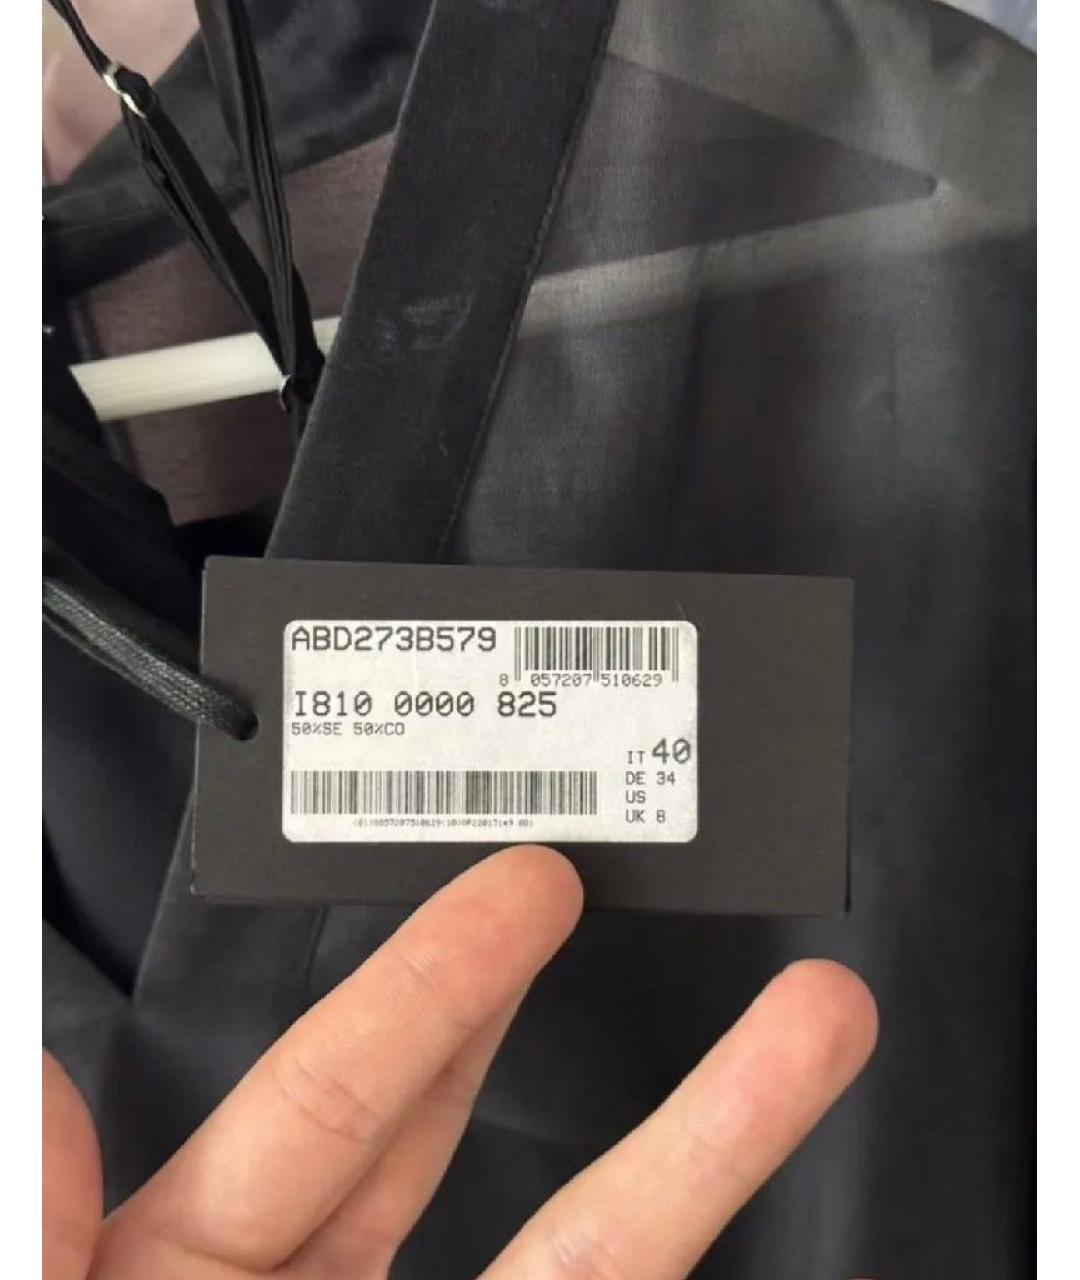 ABD273B579
8 057207 510629
I810 0000 825
50%SE 50%CO
IT 40
DE 34
US
UK 8